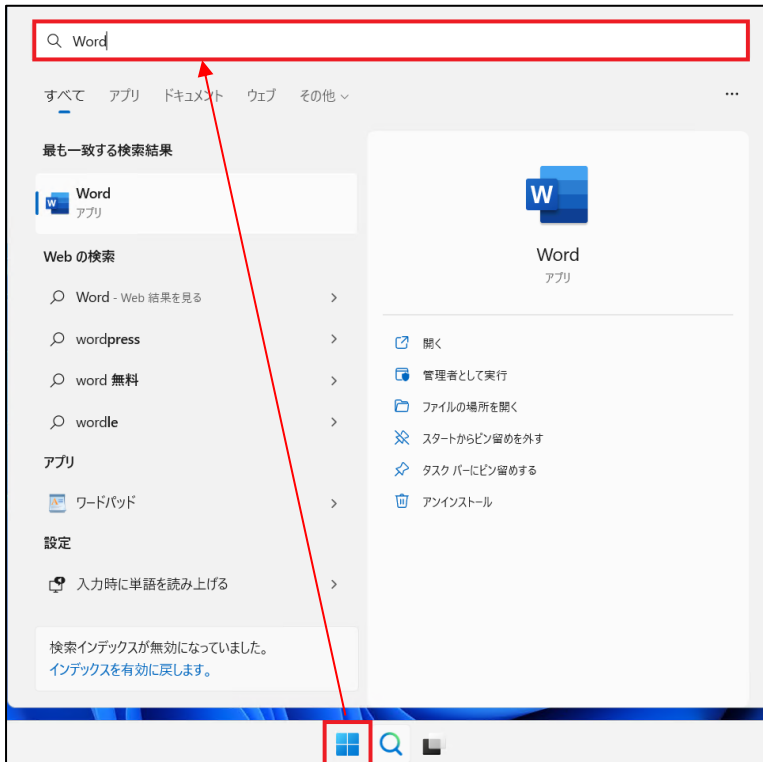 Word
すべて アプリ ドキュメント ウェブ その他
最も一致する検索結果
Word
アプリ
Web の検索
Word - Web 結果を見る
wordpress
word 無料
wordle
アプリ
ワードパッド
設定
入力時に単語を読み上げる
検索インデックスが無効になっていました。
インデックスを有効に戻します。
W
Word
アプリ
開く
管理者として実行
ファイルの場所を開く
スタートからピン留めを外す
タスク バーにピン留めする
アンインストール